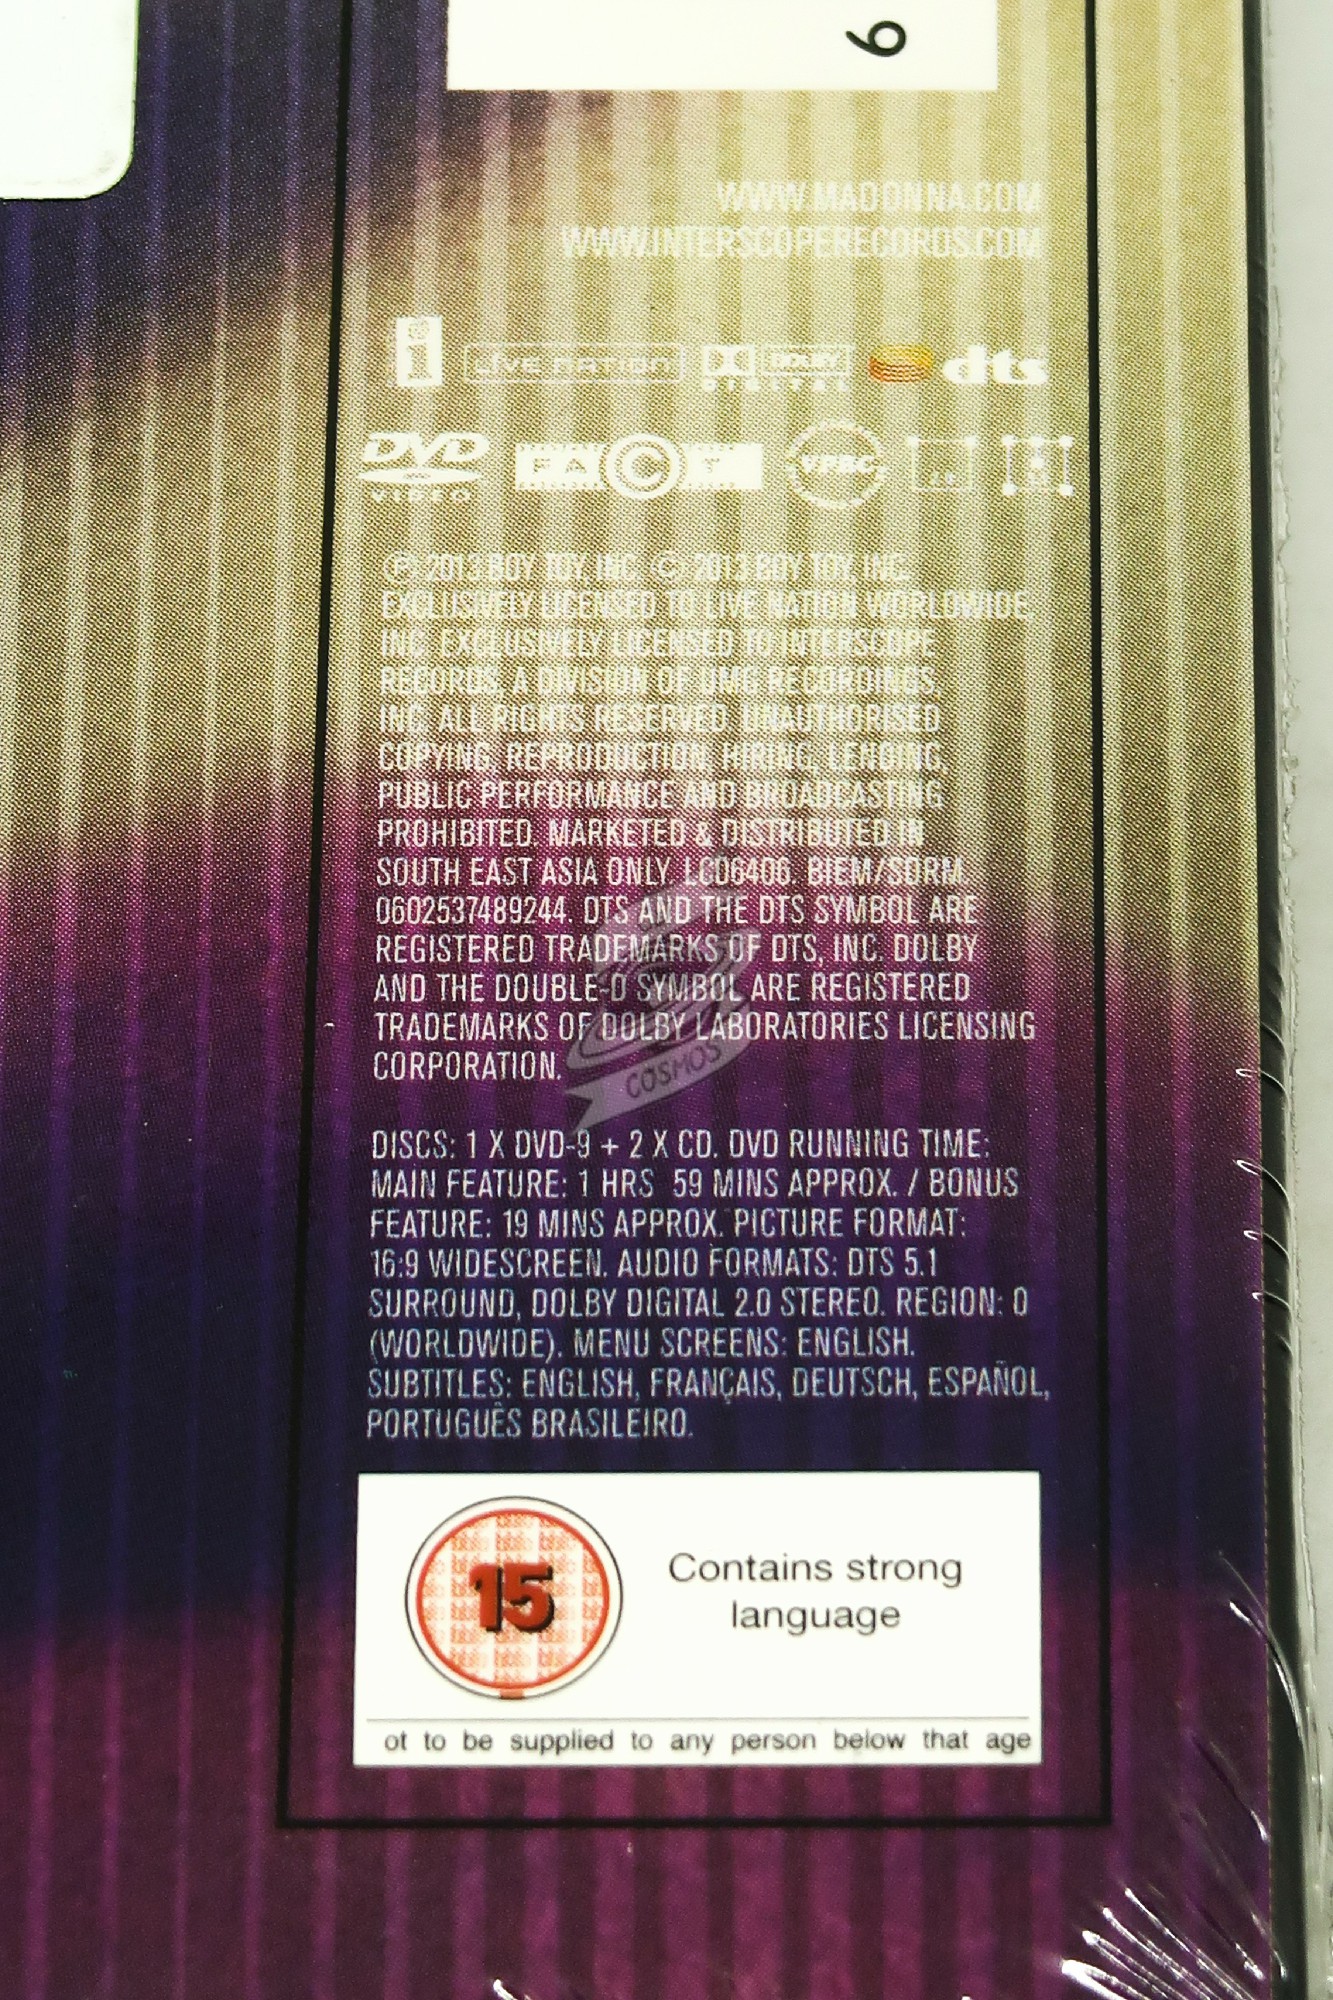 6
WWW.MADONNA.COM
WWW.INTERSCOPERECORDS.COM
LIVE NATION
DOLBY
DIGITAL
dts
DVD
VIDEO
FACT
℗ 2013 BOY TOY, INC. © 2013 BOY TOY, INC.
EXCLUSIVELY LICENSED TO LIVE NATION WORLDWIDE,
INC. EXCLUSIVELY LICENSED TO INTERSCOPE
RECORDS, A DIVISION OF UMG RECORDINGS,
INC. ALL RIGHTS RESERVED. UNAUTHORISED
COPYING, REPRODUCTION, HIRING, LENDING,
PUBLIC PERFORMANCE AND BROADCASTING
PROHIBITED. MARKETED & DISTRIBUTED IN
SOUTH EAST ASIA ONLY. LC06406. BIEM/SDRM.
0602537489244. DTS AND THE DTS SYMBOL ARE
REGISTERED TRADEMARKS OF DTS, INC. DOLBY
AND THE DOUBLE-D SYMBOL ARE REGISTERED
TRADEMARKS OF DOLBY LABORATORIES LICENSING
CORPORATION.
COSMOS
DISCS: 1 X DVD-9 + 2 X CD. DVD RUNNING TIME:
MAIN FEATURE: 1 HRS 59 MINS APPROX. / BONUS
FEATURE: 19 MINS APPROX. PICTURE FORMAT:
16:9 WIDESCREEN. AUDIO FORMATS: DTS 5.1
SURROUND, DOLBY DIGITAL 2.0 STEREO. REGION: 0
(WORLDWIDE). MENU SCREENS: ENGLISH.
SUBTITLES: ENGLISH, FRANÇAIS, DEUTSCH, ESPAÑOL,
PORTUGUÊS BRASILEIRO.
15
Contains strong
language
ot to be supplied to any person below that age